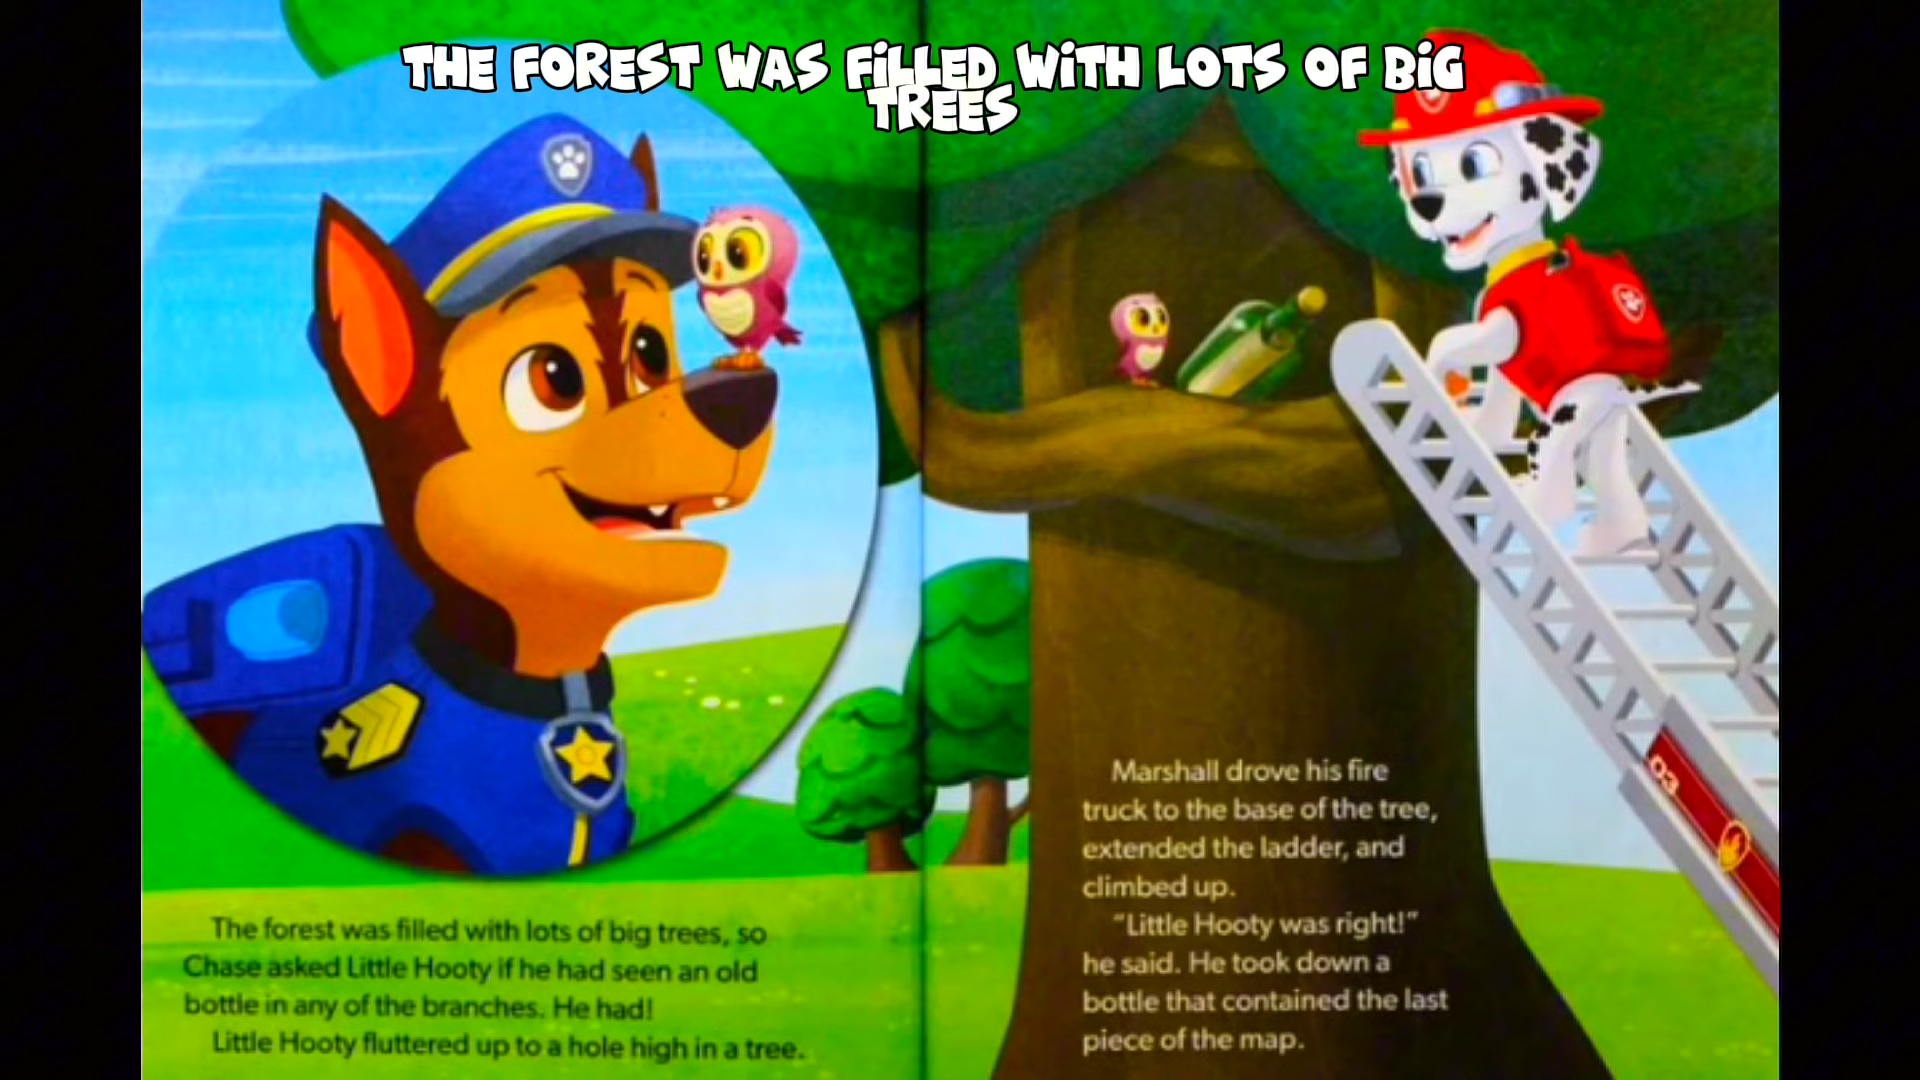 THE FOREST WAS FiLLED WiTH LOTS OF BiG
TREES
The forest was filled with lots of big trees, so
Chase asked Little Hooty if he had seen an old
bottle in any of the branches. He had!
Little Hooty fluttered up to a hole high in a tree.
Marshall drove his fire
truck to the base of the tree,
extended the ladder, and
climbed up.
“Little Hooty was right!”
he said. He took down a
bottle that contained the last
piece of the map.
03